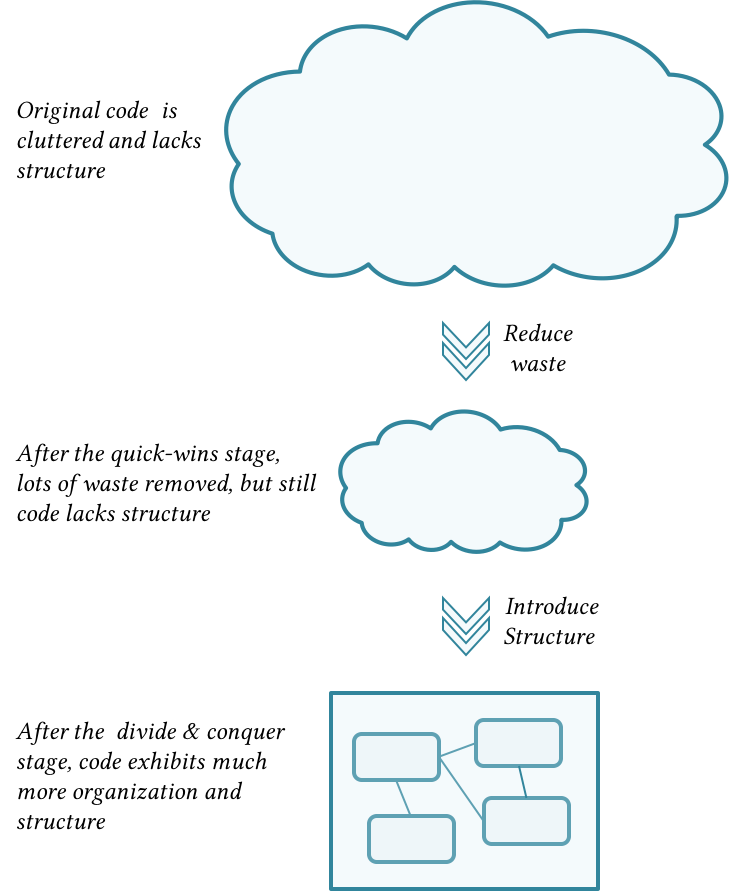 Original code  is
cluttered and lacks
structure
Reduce
waste
After the quick-wins stage,
lots of waste removed, but still
code lacks structure
Introduce
Structure
After the  divide & conquer
stage, code exhibits much
more organization and
structure